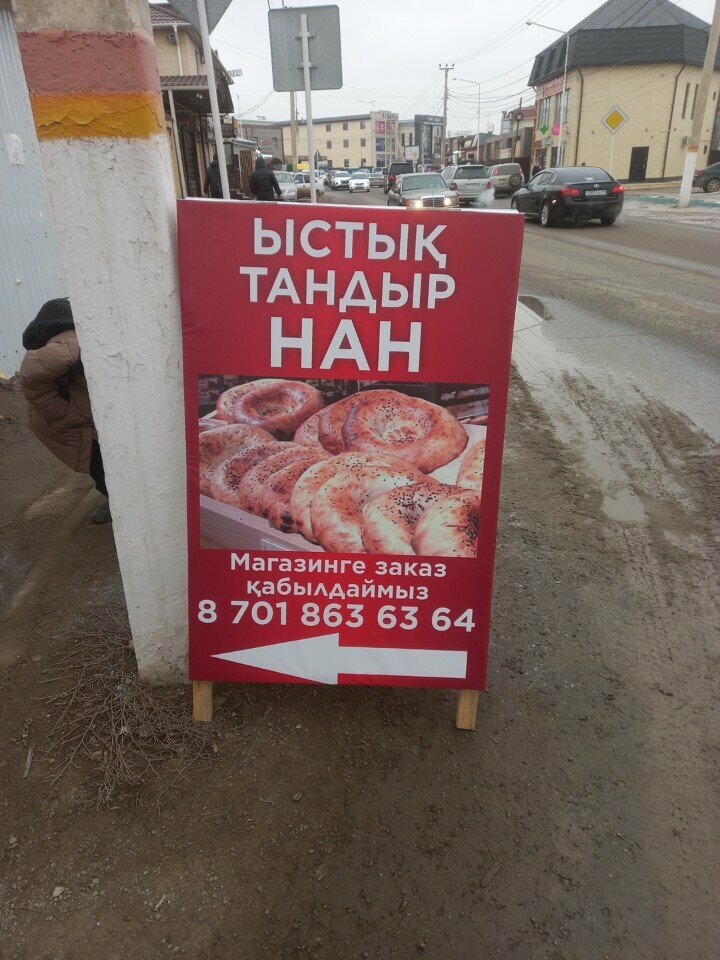 ЫСТЫҚ
ТАНДЫР
НАН
Магазинге заказ
қабылдаймыз
8 701 863 63 64